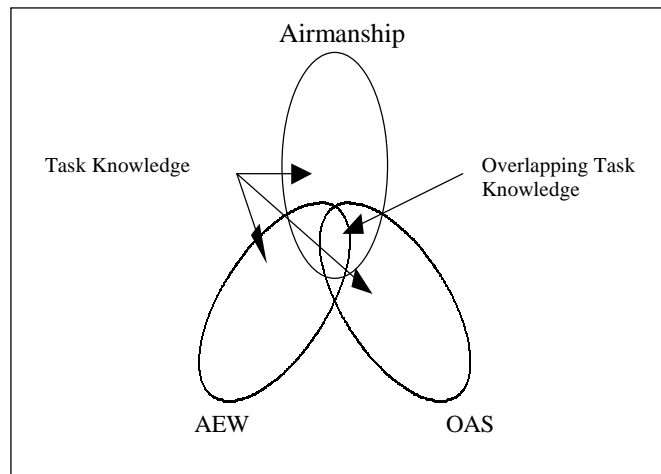 Airmanship
Task Knowledge
Overlapping Task
Knowledge
AEW
OAS